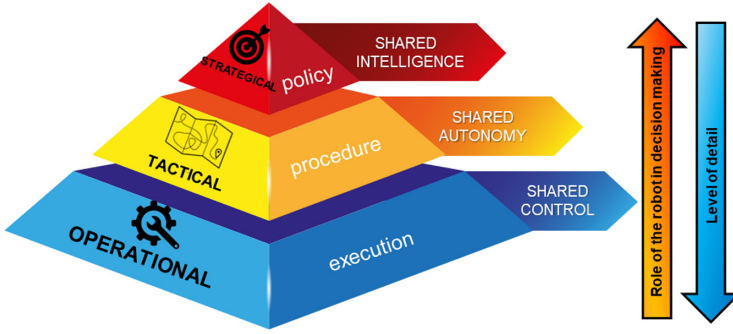 STRATEGICAL
policy
SHARED
INTELLIGENCE
TACTICAL
procedure
SHARED
AUTONOMY
OPERATIONAL
execution
SHARED
CONTROL
Role of the robot in decision making
Level of detail